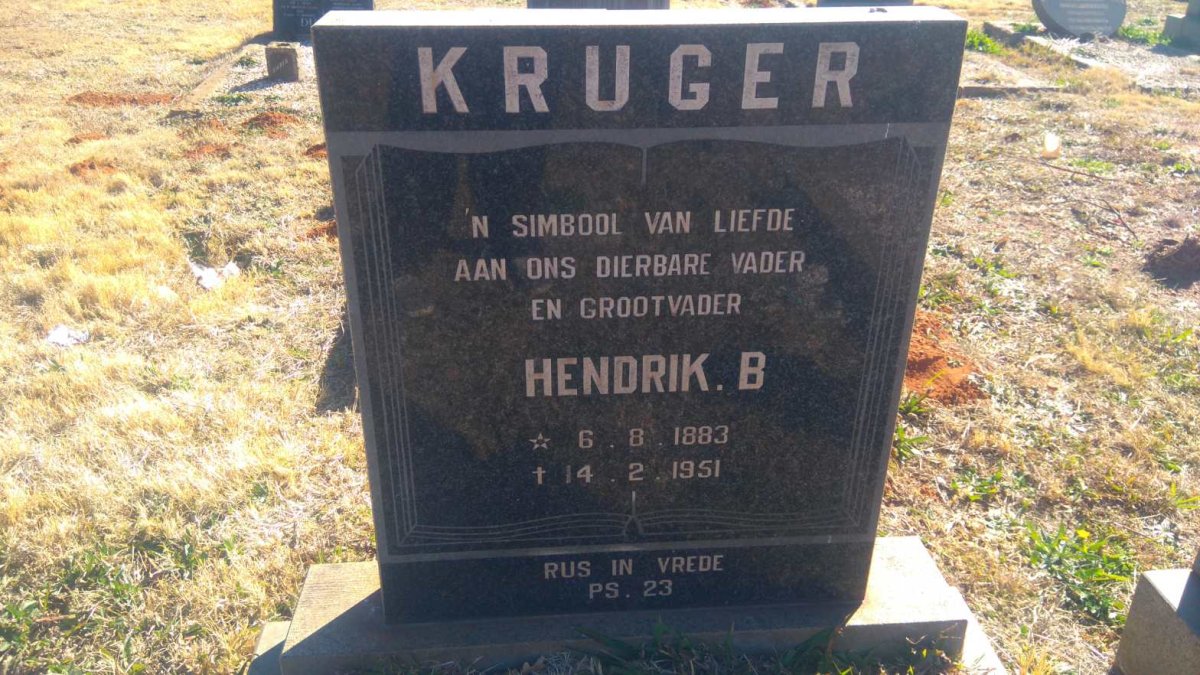 KRUGER
'N SIMBOOL VAN LIEFDE
AAN ONS DIERBARE VADER
EN GROOTVADER
HENDRIK. B
☆ 6 . 8 . 1883
† 14 . 2 . 1951
RUS IN VREDE
PS. 23